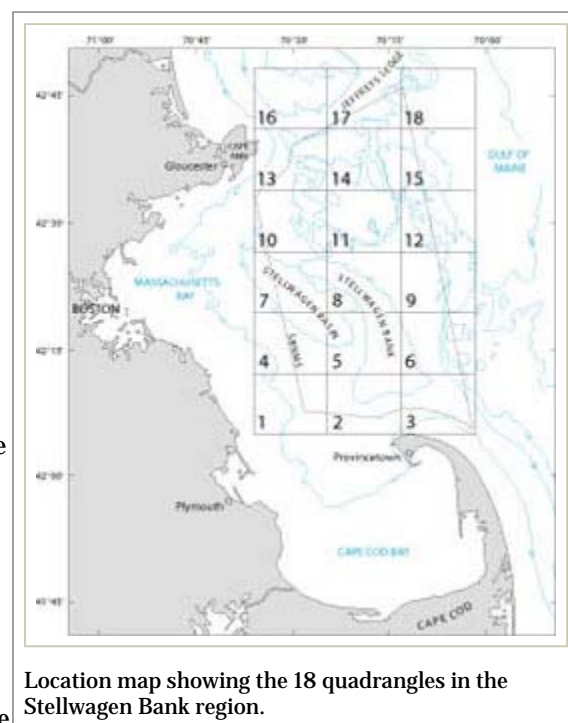 71°00'
70°45'
70°30'
70°15'
70°00'
42°45'
JEFFREYS LEDGE
16
17
18
CAPE ANN
Gloucester
GULF OF MAINE
13
14
15
42°30'
10
11
12
MASSACHUSETTS BAY
STELLWAGEN BASIN
STELLWAGEN BANK
7
8
9
BOSTON
42°15'
SBNMS
4
5
6
1
2
3
Provincetown
42°00'
Plymouth
CAPE COD BAY
41°45'
CAPE COD
e
e
Location map showing the 18 quadrangles in the
Stellwagen Bank region.